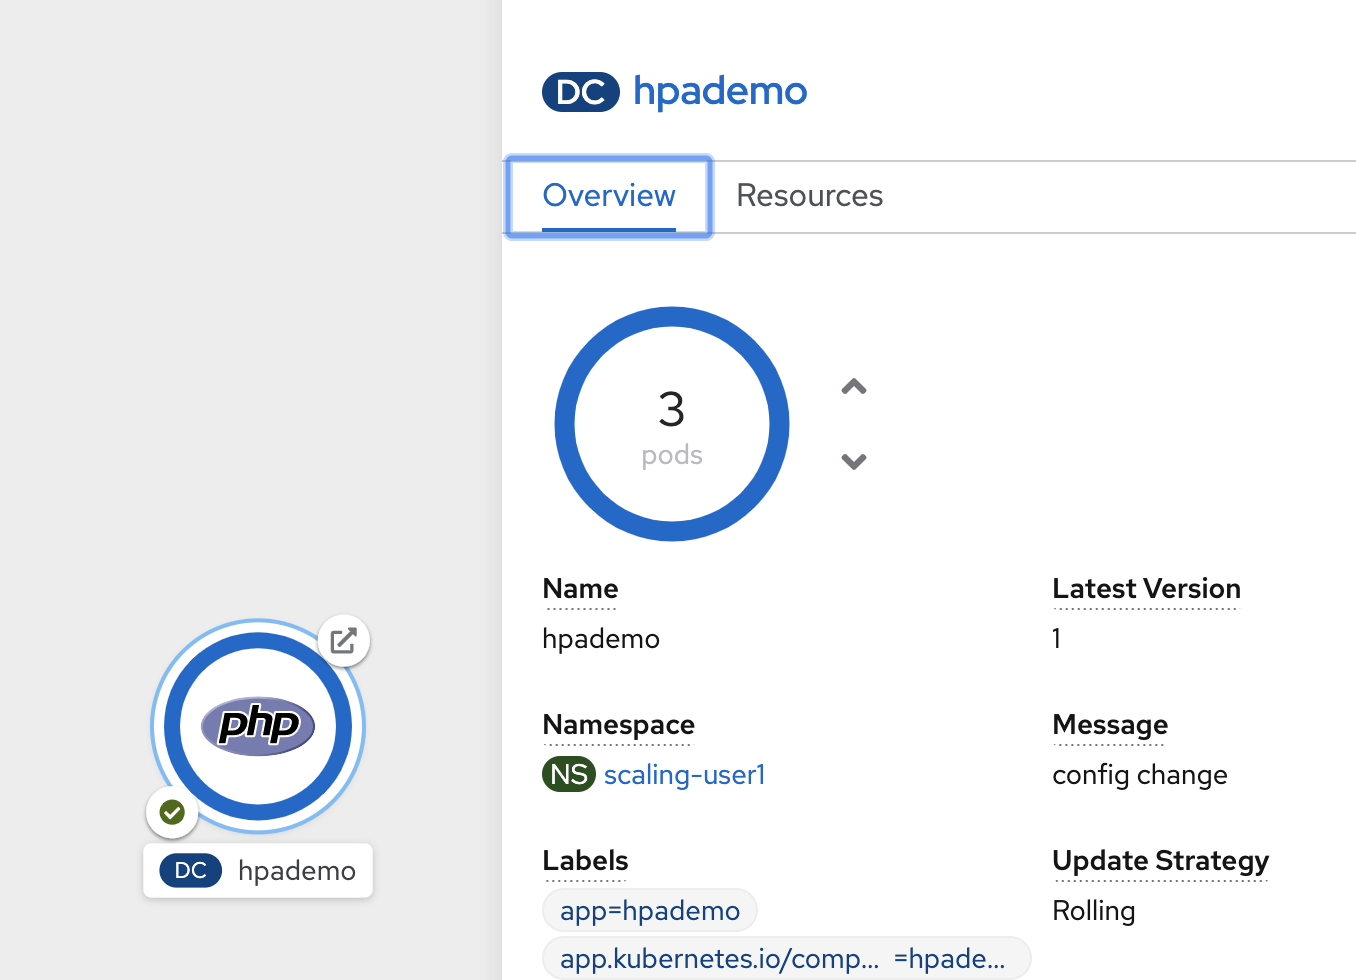 DC hpademo
Overview Resources
3
pods
Name
hpademo
Latest Version
1
Namespace
NS scaling-user1
Message
config change
Labels
app=hpademo
app.kubernetes.io/comp... =hpade...
Update Strategy
Rolling
php
DC hpademo